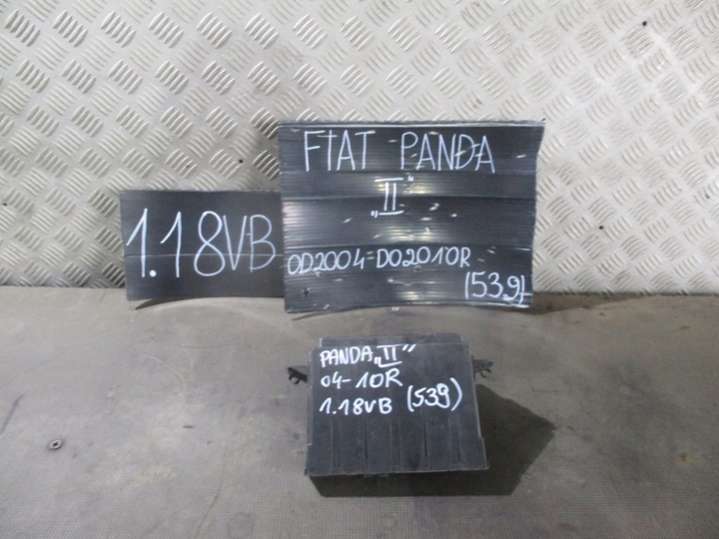 1.18VB
FIAT PANDA
„II"
OD2004-DO2010R
(539)
PANDA „II"
04-10R
1.18VB (539)